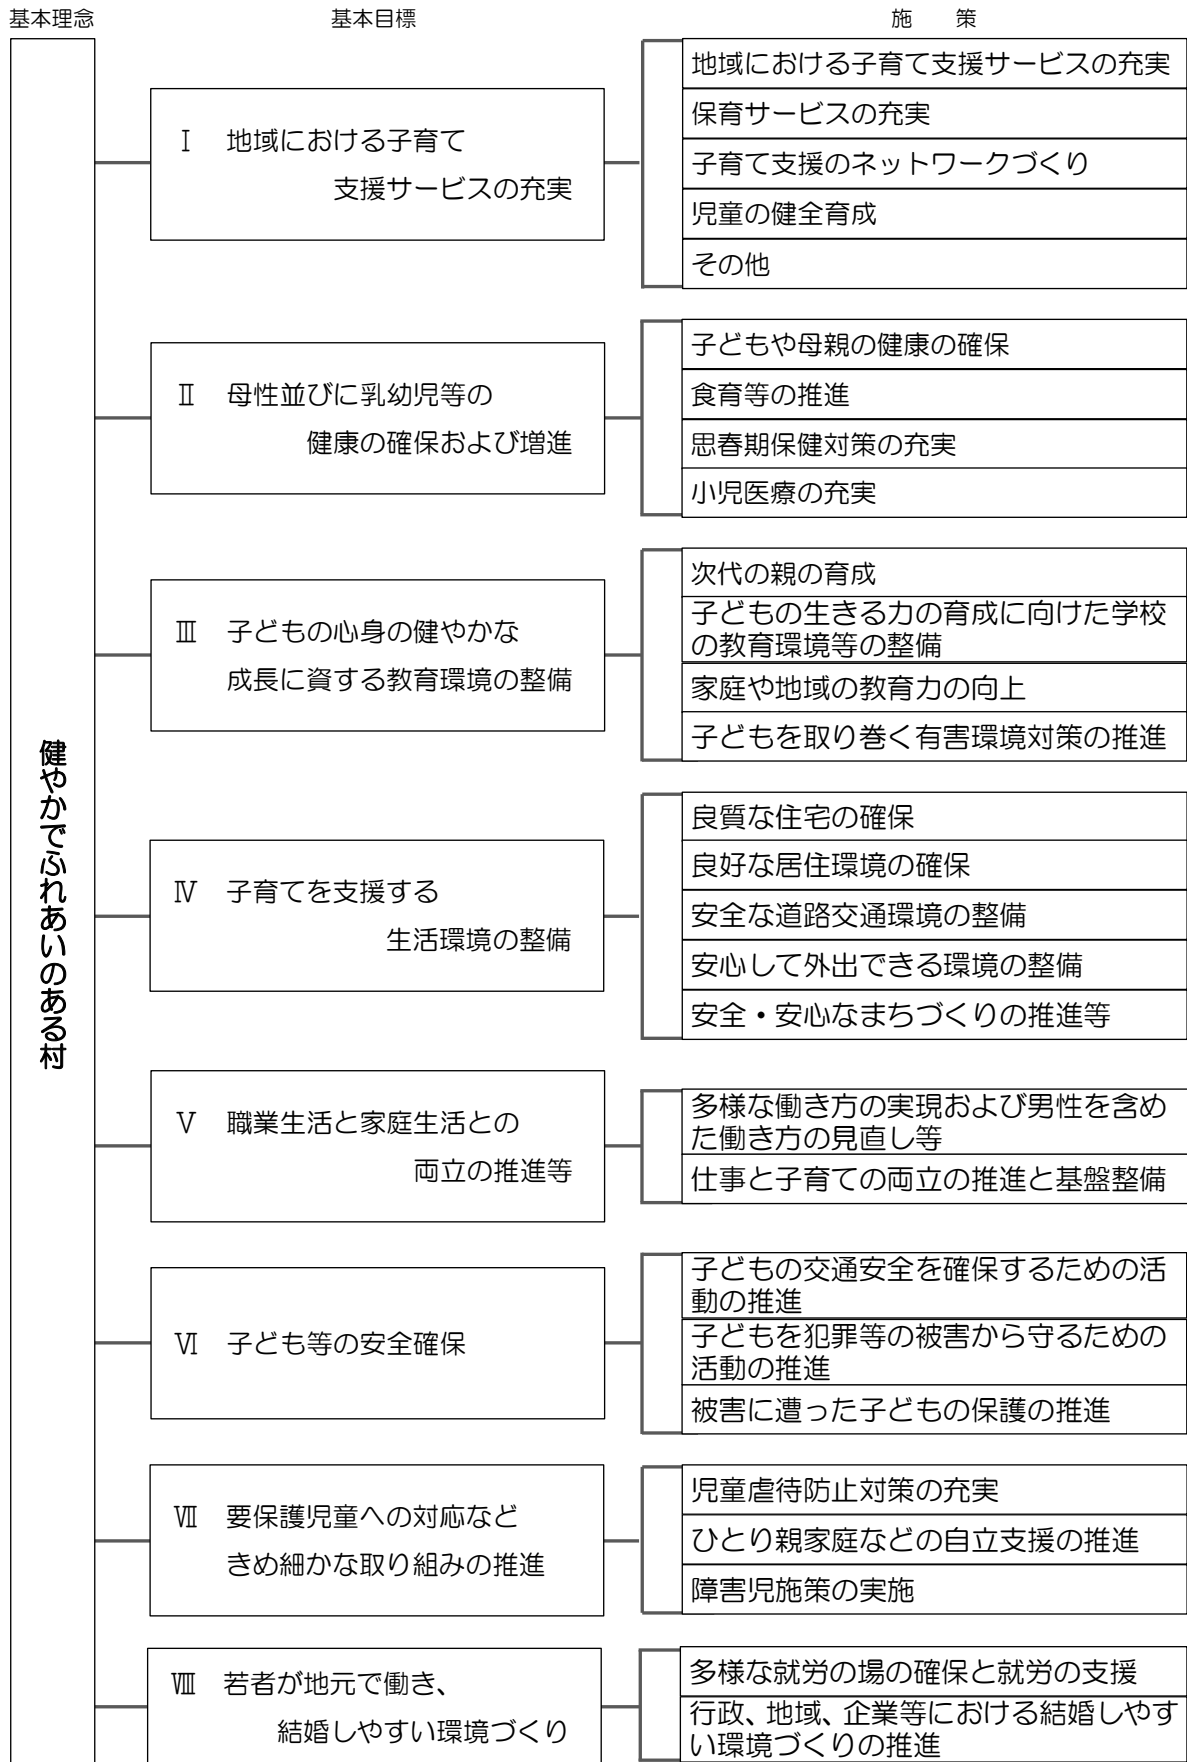 基本理念
基本目標
施　　策
健やかでふれあいのある村
Ⅰ　地域における子育て
支援サービスの充実
地域における子育て支援サービスの充実
保育サービスの充実
子育て支援のネットワークづくり
児童の健全育成
その他
Ⅱ　母性並びに乳幼児等の
健康の確保および増進
子どもや母親の健康の確保
食育等の推進
思春期保健対策の充実
小児医療の充実
Ⅲ　子どもの心身の健やかな
成長に資する教育環境の整備
次代の親の育成
子どもの生きる力の育成に向けた学校
の教育環境等の整備
家庭や地域の教育力の向上
子どもを取り巻く有害環境対策の推進
Ⅳ　子育てを支援する
生活環境の整備
良質な住宅の確保
良好な居住環境の確保
安全な道路交通環境の整備
安心して外出できる環境の整備
安全・安心なまちづくりの推進等
Ⅴ　職業生活と家庭生活との
両立の推進等
多様な働き方の実現および男性を含め
た働き方の見直し等
仕事と子育ての両立の推進と基盤整備
Ⅵ　子ども等の安全確保
子どもの交通安全を確保するための活
動の推進
子どもを犯罪等の被害から守るための
活動の推進
被害に遭った子どもの保護の推進
Ⅶ　要保護児童への対応など
きめ細かな取り組みの推進
児童虐待防止対策の充実
ひとり親家庭などの自立支援の推進
障害児施策の実施
Ⅷ　若者が地元で働き、
結婚しやすい環境づくり
多様な就労の場の確保と就労の支援
行政、地域、企業等における結婚しやす
い環境づくりの推進